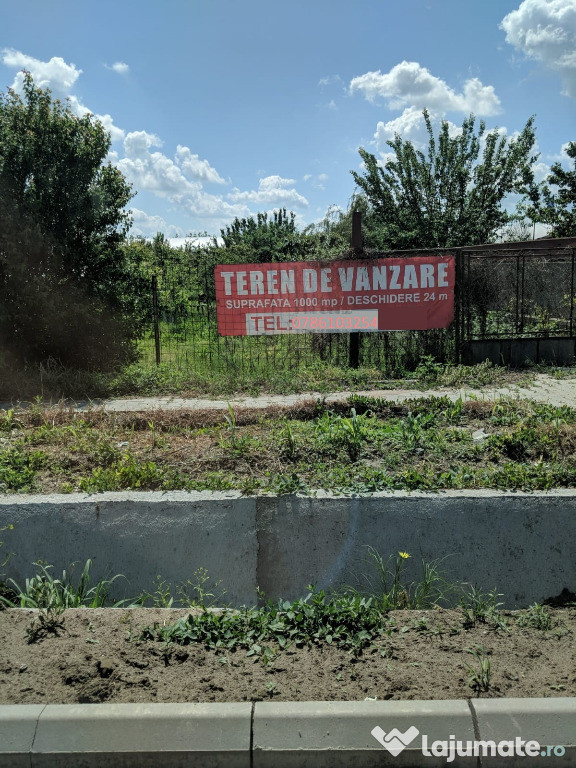 TEREN DE VANZARE
SUPRAFATA 1000 mp / DESCHIDERE 24 m
TEL:
lajumate.ro